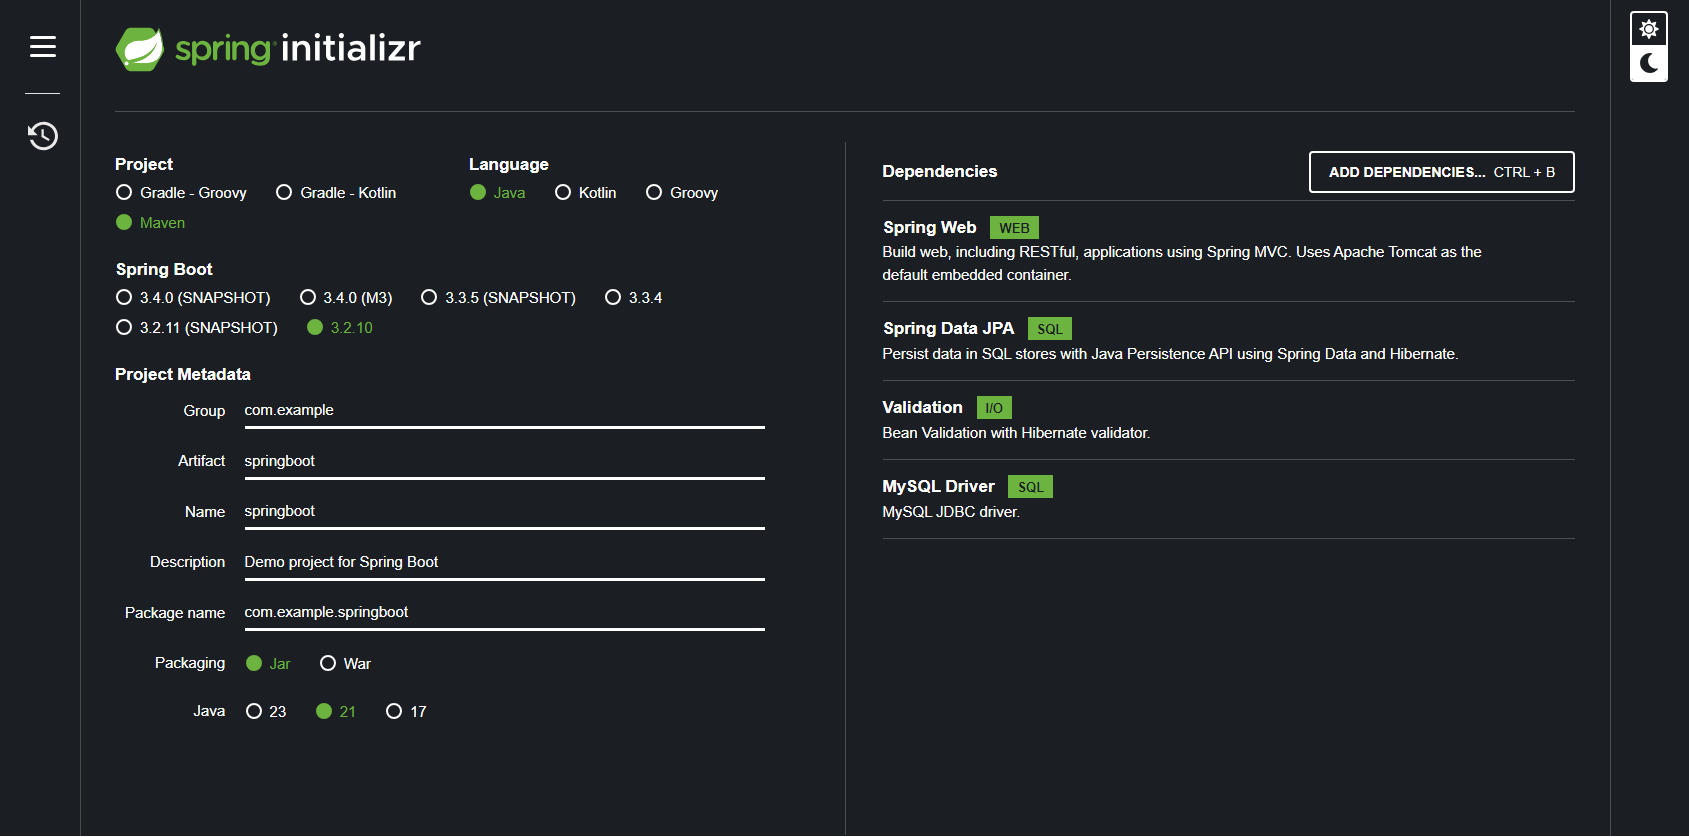 spring initializr
Project
Gradle - Groovy Gradle - Kotlin
Maven
Language
Java Kotlin Groovy
Spring Boot
3.4.0 (SNAPSHOT) 3.4.0 (M3) 3.3.5 (SNAPSHOT) 3.3.4
3.2.11 (SNAPSHOT) 3.2.10
Project Metadata
Group com.example
Artifact springboot
Name springboot
Description Demo project for Spring Boot
Package name com.example.springboot
Packaging Jar War
Java 23 21 17
Dependencies ADD DEPENDENCIES... CTRL + B
Spring Web WEB
Build web, including RESTful, applications using Spring MVC. Uses Apache Tomcat as the
default embedded container.
Spring Data JPA SQL
Persist data in SQL stores with Java Persistence API using Spring Data and Hibernate.
Validation I/O
Bean Validation with Hibernate validator.
MySQL Driver SQL
MySQL JDBC driver.